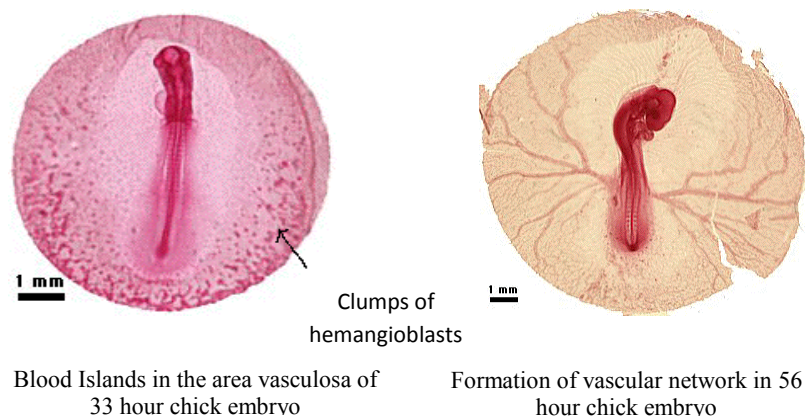 1 mm
Clumps of
hemangioblasts
1 mm
Blood Islands in the area vasculosa of
33 hour chick embryo
Formation of vascular network in 56
hour chick embryo